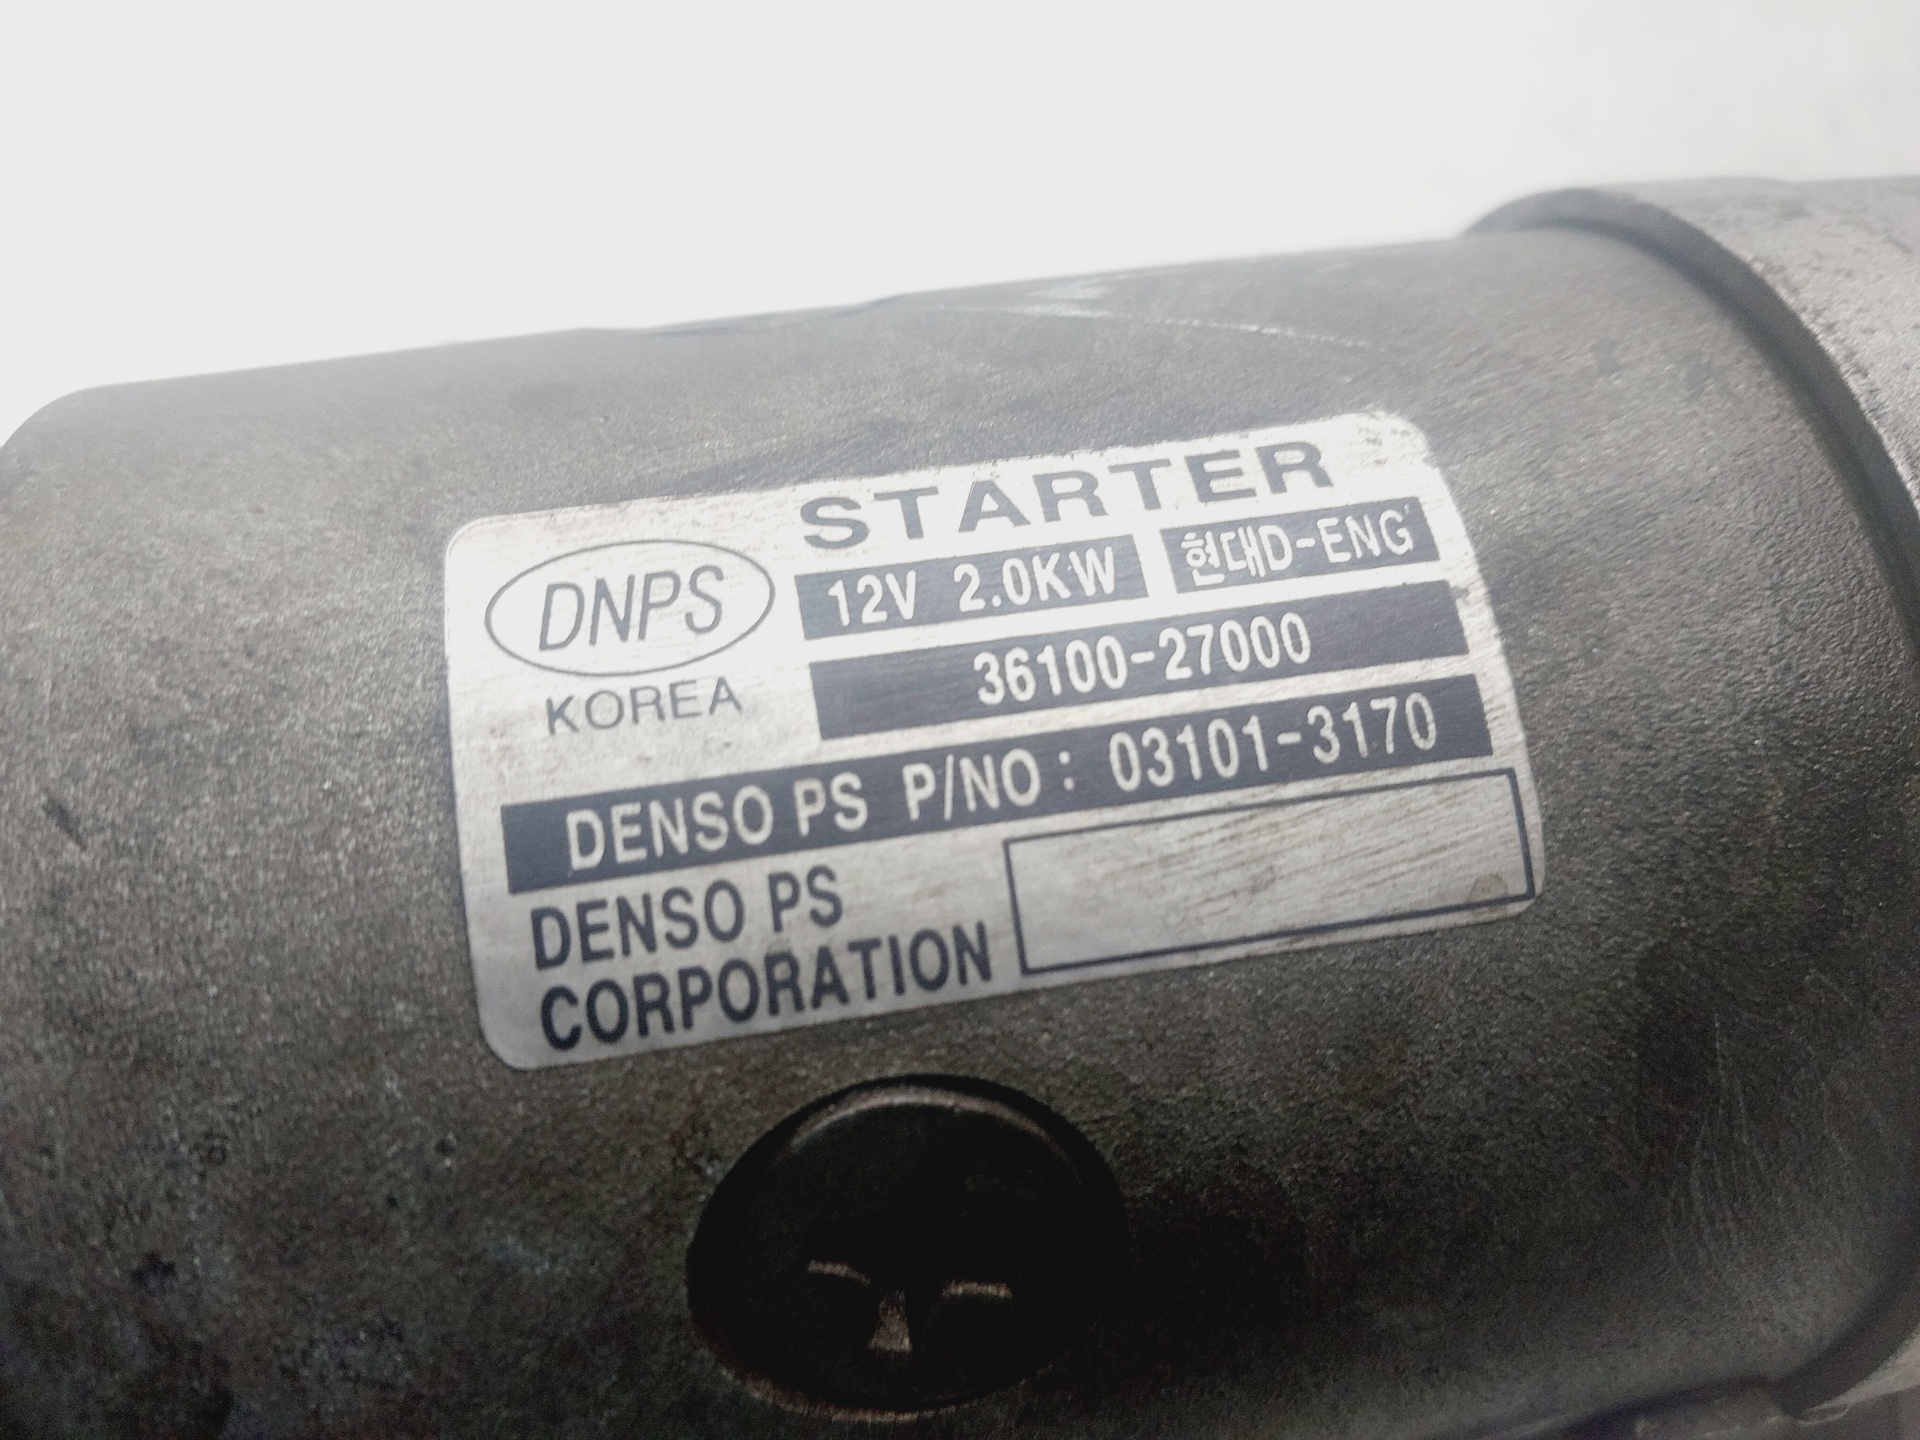 STARTER
DNPS
KOREA
12V 2.0KW 현대D-ENG
36100-27000
DENSO PS P/NO : 03101-3170
DENSO PS
CORPORATION